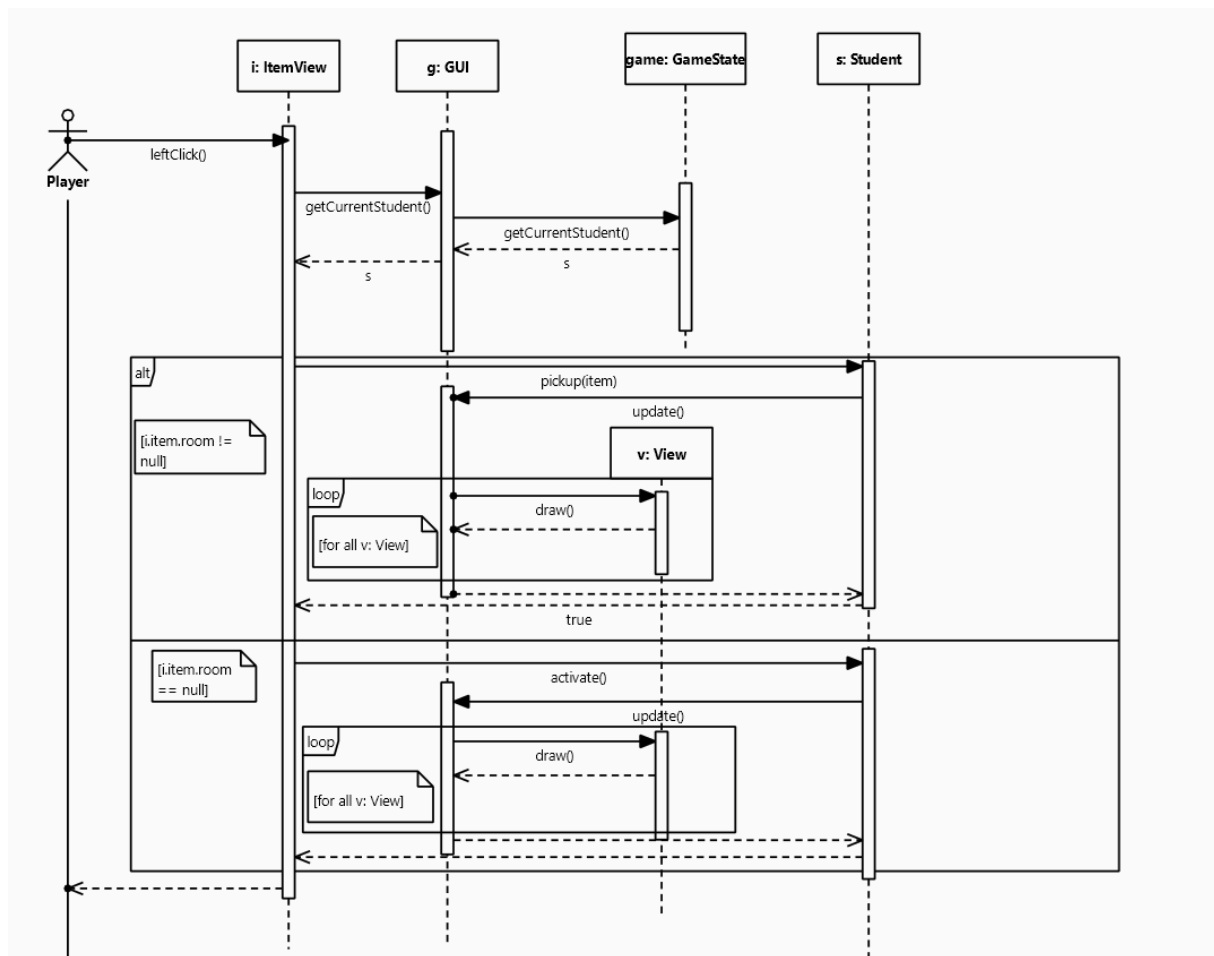 i: ItemView
g: GUI
game: GameState
s: Student
leftClick()
Player
getCurrentStudent()
getCurrentStudent()
s
s
alt
pickup(item)
update()
[i.item.room !=
null]
v: View
loop
draw()
[for all v: View]
true
[i.item.room
== null]
activate()
update()
loop
draw()
[for all v: View]